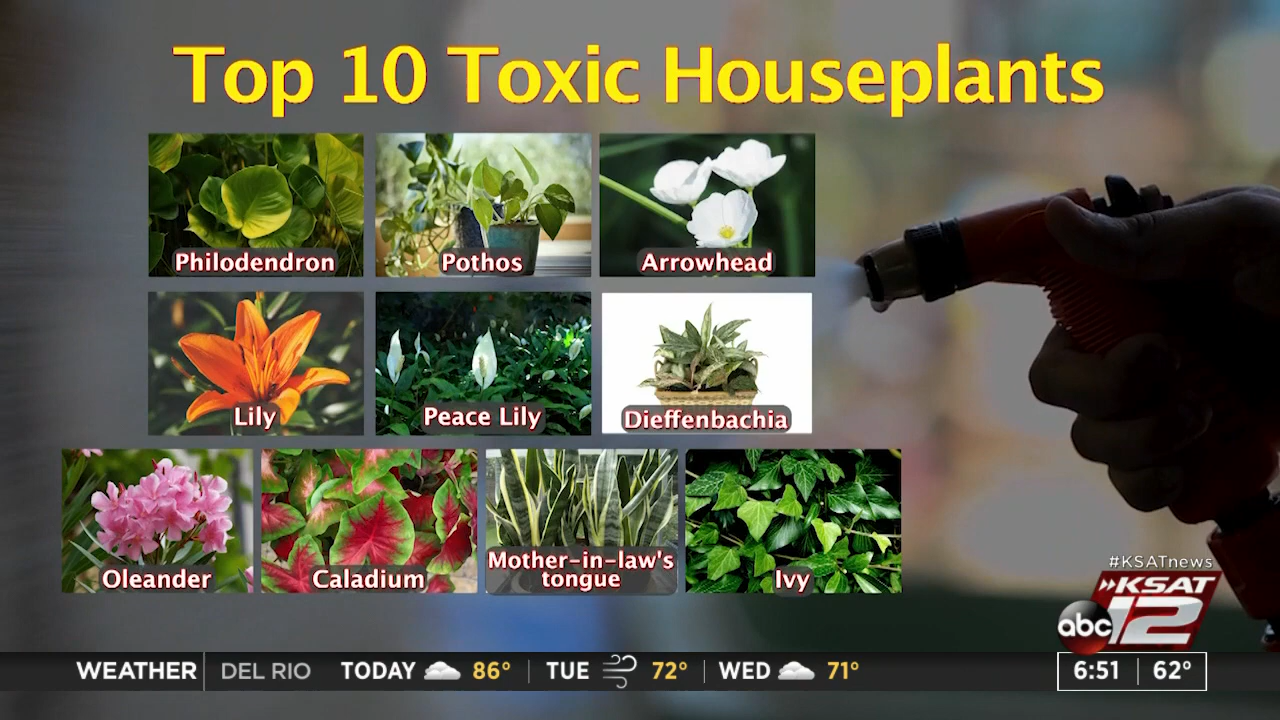 Top 10 Toxic Houseplants
Philodendron
Pothos
Arrowhead
Lily
Peace Lily
Dieffenbachia
Oleander
Caladium
Mother-in-law's
tongue
Ivy
#KSATnews
KSAT
abc 12
WEATHER DEL RIO TODAY 86° TUE 72° WED 71° 6:51 62°